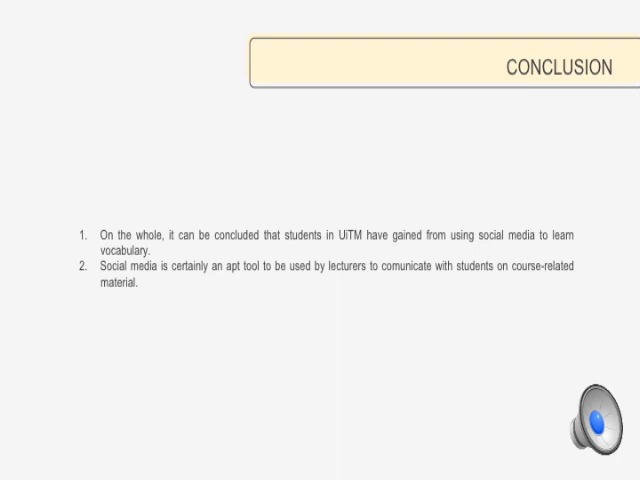 CONCLUSION
1. On the whole, it can be concluded that students in UiTM have gained from using social media to learn
vocabulary.
2. Social media is certainly an apt tool to be used by lecturers to comunicate with students on course-related
material.